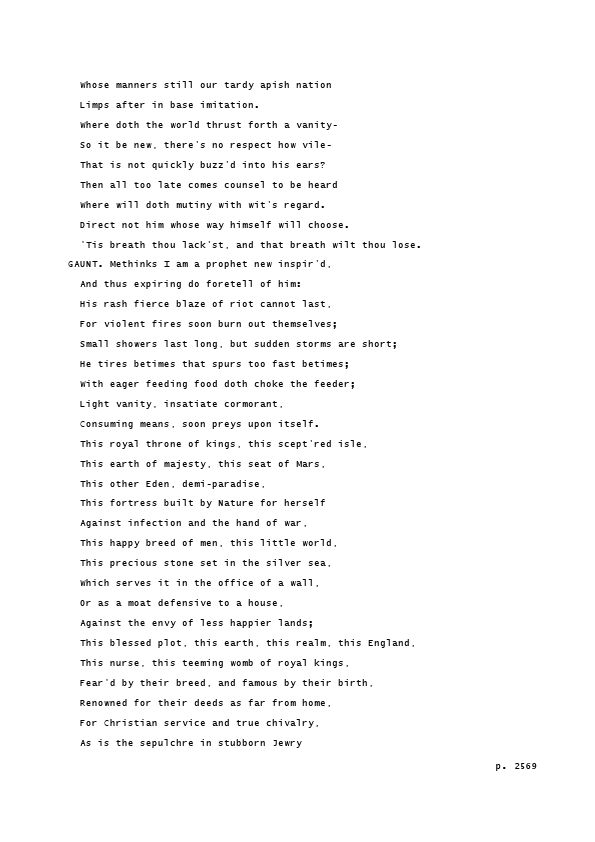 Whose manners still our tardy apish nation
Limps after in base imitation.
Where doth the world thrust forth a vanity-
So it be new, there's no respect how vile-
That is not quickly buzz'd into his ears?
Then all too late comes counsel to be heard
Where will doth mutiny with wit's regard.
Direct not him whose way himself will choose.
'Tis breath thou lack'st, and that breath wilt thou lose.
GAUNT. Methinks I am a prophet new inspir'd,
And thus expiring do foretell of him:
His rash fierce blaze of riot cannot last,
For violent fires soon burn out themselves;
Small showers last long, but sudden storms are short;
He tires betimes that spurs too fast betimes;
With eager feeding food doth choke the feeder;
Light vanity, insatiate cormorant,
Consuming means, soon preys upon itself.
This royal throne of kings, this scept'red isle,
This earth of majesty, this seat of Mars,
This other Eden, demi-paradise,
This fortress built by Nature for herself
Against infection and the hand of war,
This happy breed of men, this little world,
This precious stone set in the silver sea,
Which serves it in the office of a wall,
Or as a moat defensive to a house,
Against the envy of less happier lands;
This blessed plot, this earth, this realm, this England,
This nurse, this teeming womb of royal kings,
Fear'd by their breed, and famous by their birth,
Renowned for their deeds as far from home,
For Christian service and true chivalry,
As is the sepulchre in stubborn Jewry
p. 2569